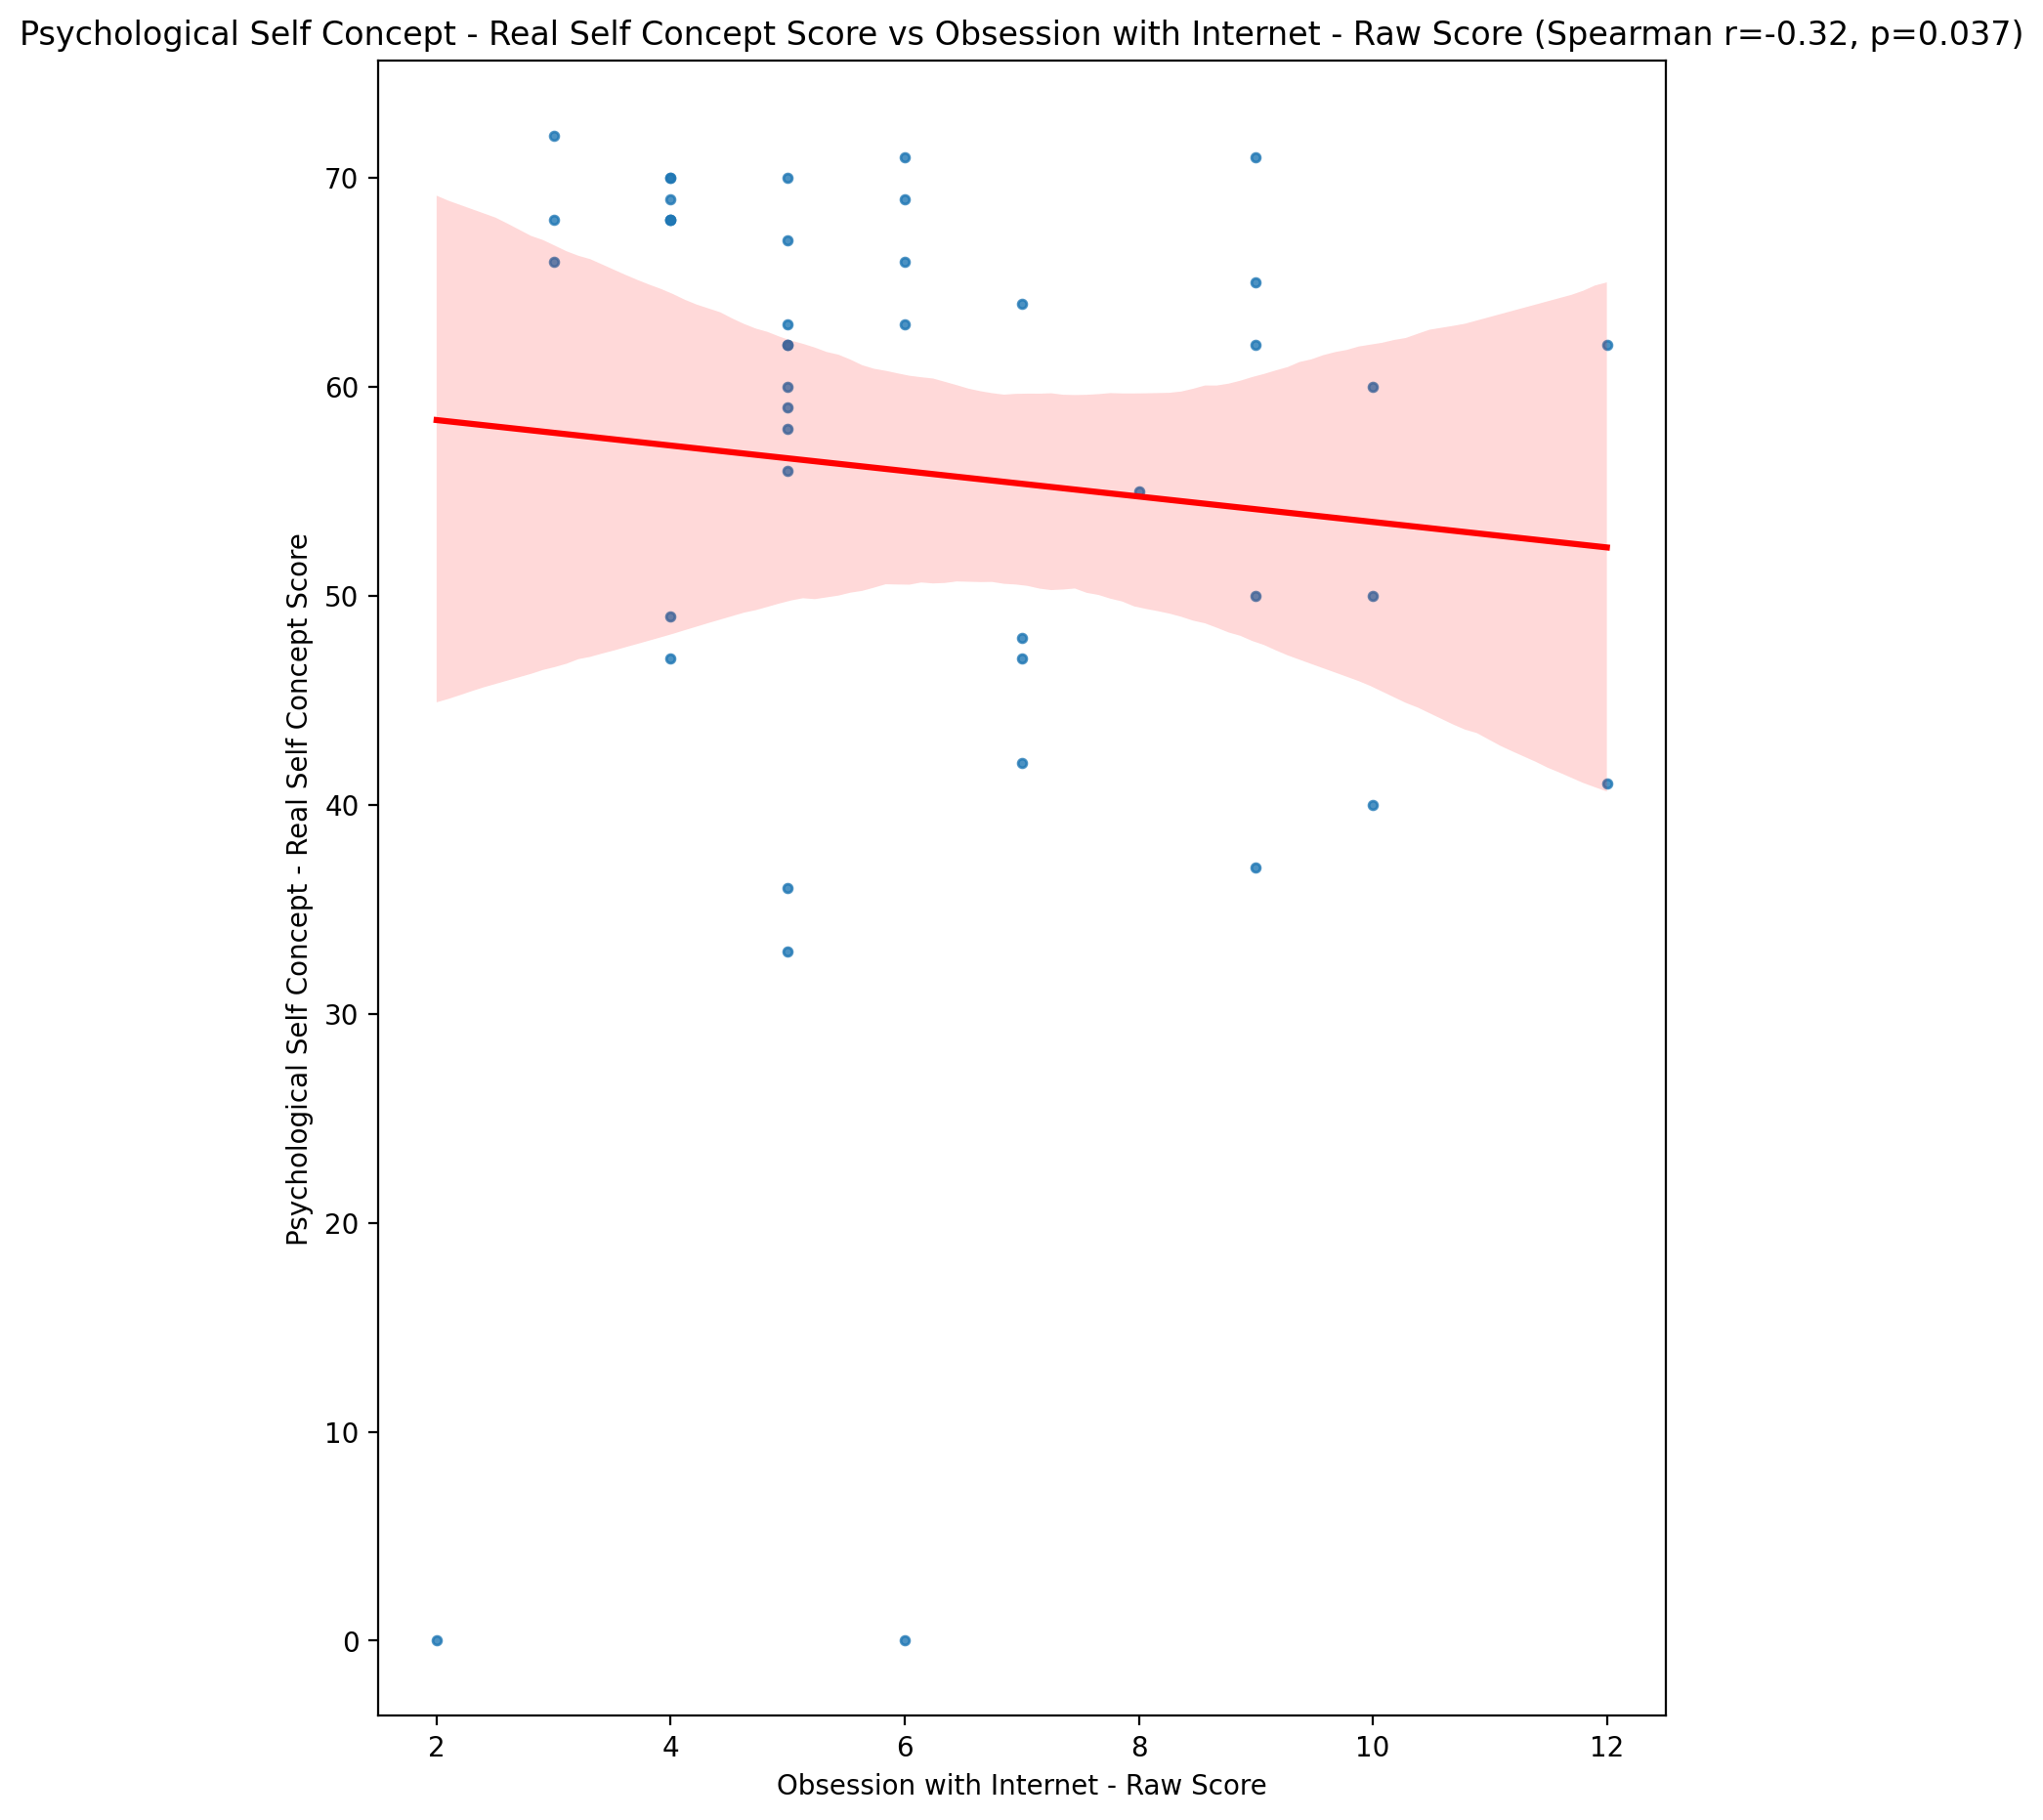 Psychological Self Concept - Real Self Concept Score vs Obsession with Internet - Raw Score (Spearman r=-0.32, p=0.037)
Psychological Self Concept - Real Self Concept Score
70
60
50
40
30
20
10
0
2 4 6 8 10 12
Obsession with Internet - Raw Score